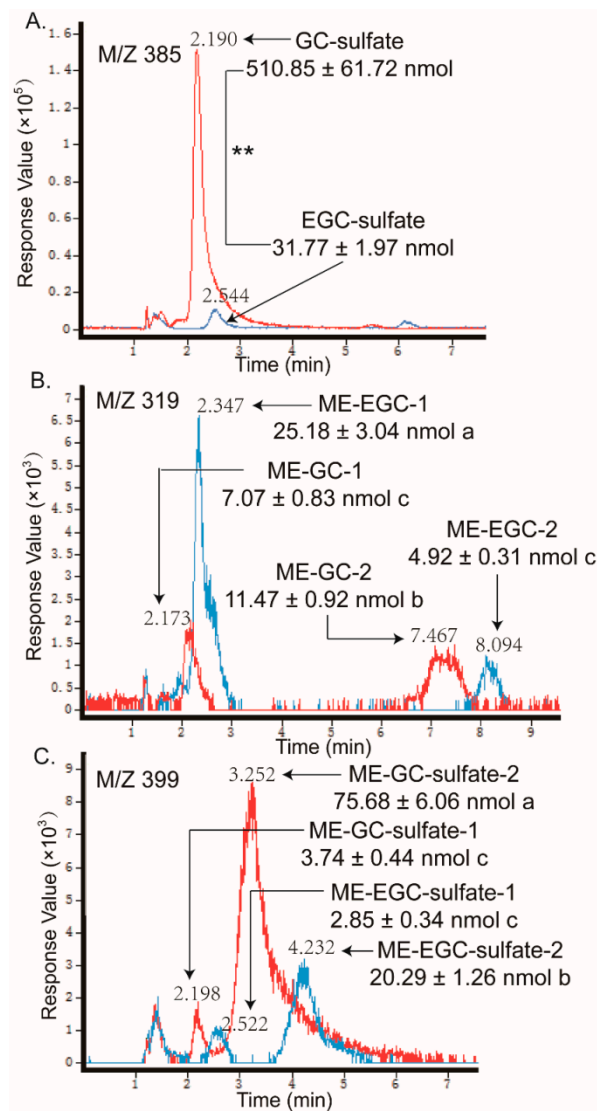 A.
M/Z 385
2.190
GC-sulfate
510.85 ± 61.72 nmol
**
EGC-sulfate
31.77 ± 1.97 nmol
2.544
Response Value (×10⁵)
1.6
1.4
1.2
1
0.8
0.6
0.4
0.2
0
1 2 3 4 5 6 7
Time (min)
B.
M/Z 319
2.347
ME-EGC-1
25.18 ± 3.04 nmol a
ME-GC-1
7.07 ± 0.83 nmol c
ME-EGC-2
4.92 ± 0.31 nmol c
ME-GC-2
11.47 ± 0.92 nmol b
2.173
7.467
8.094
Response Value (×10³)
7
6.5
6
5.5
5
4.5
4
3.5
3
2.5
2
1.5
1
0.5
0
1 2 3 4 5 6 7 8 9
Time (min)
C.
M/Z 399
3.252
ME-GC-sulfate-2
75.68 ± 6.06 nmol a
ME-GC-sulfate-1
3.74 ± 0.44 nmol c
ME-EGC-sulfate-1
2.85 ± 0.34 nmol c
4.232
ME-EGC-sulfate-2
20.29 ± 1.26 nmol b
2.198
2.522
Response Value (×10³)
9
8
7
6
5
4
3
2
1
0
1 2 3 4 5 6 7
Time (min)